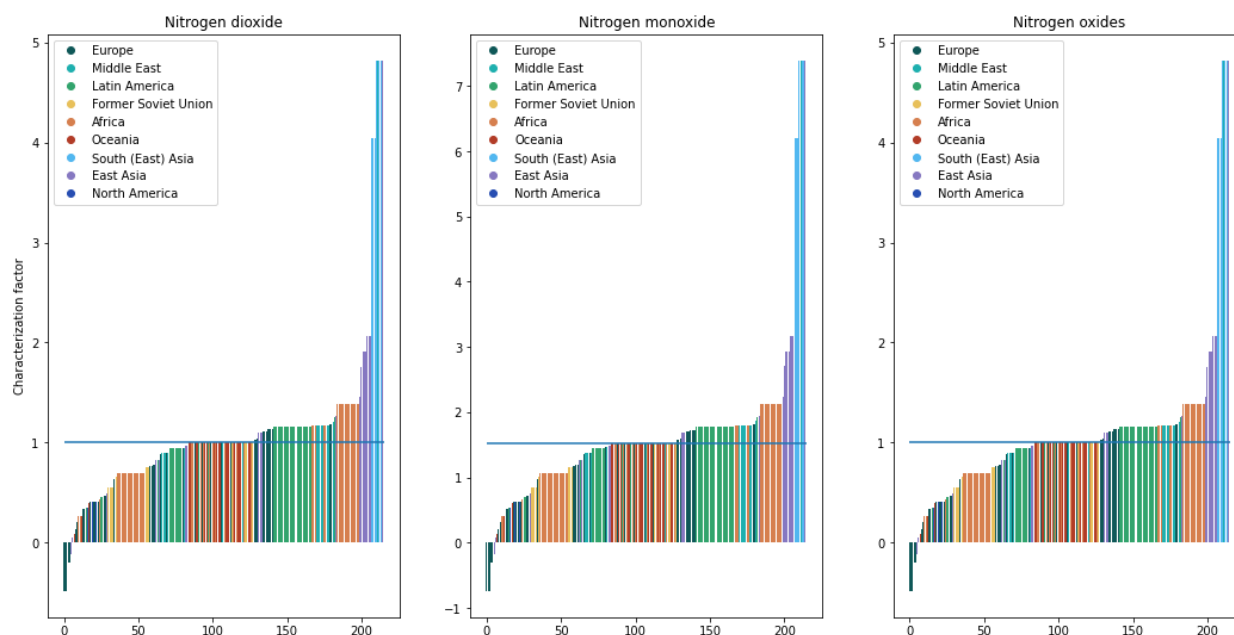 Nitrogen dioxide
Characterization factor
5
4
3
2
1
0
0
50
100
150
200
Europe
Middle East
Latin America
Former Soviet Union
Africa
Oceania
South (East) Asia
East Asia
North America
Nitrogen monoxide
7
6
5
4
3
2
1
0
−1
0
50
100
150
200
Europe
Middle East
Latin America
Former Soviet Union
Africa
Oceania
South (East) Asia
East Asia
North America
Nitrogen oxides
5
4
3
2
1
0
0
50
100
150
200
Europe
Middle East
Latin America
Former Soviet Union
Africa
Oceania
South (East) Asia
East Asia
North America